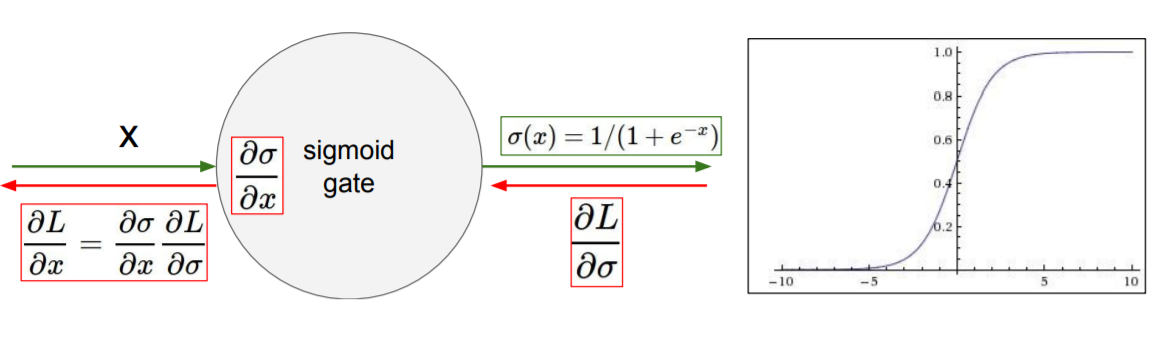 X
∂L/∂x = ∂σ/∂x ∂L/∂σ
∂σ/∂x
sigmoid
gate
σ(x) = 1/(1 + e^{−x})
∂L/∂σ
1.0
0.8
0.6
0.4
0.2
−10 −5 5 10